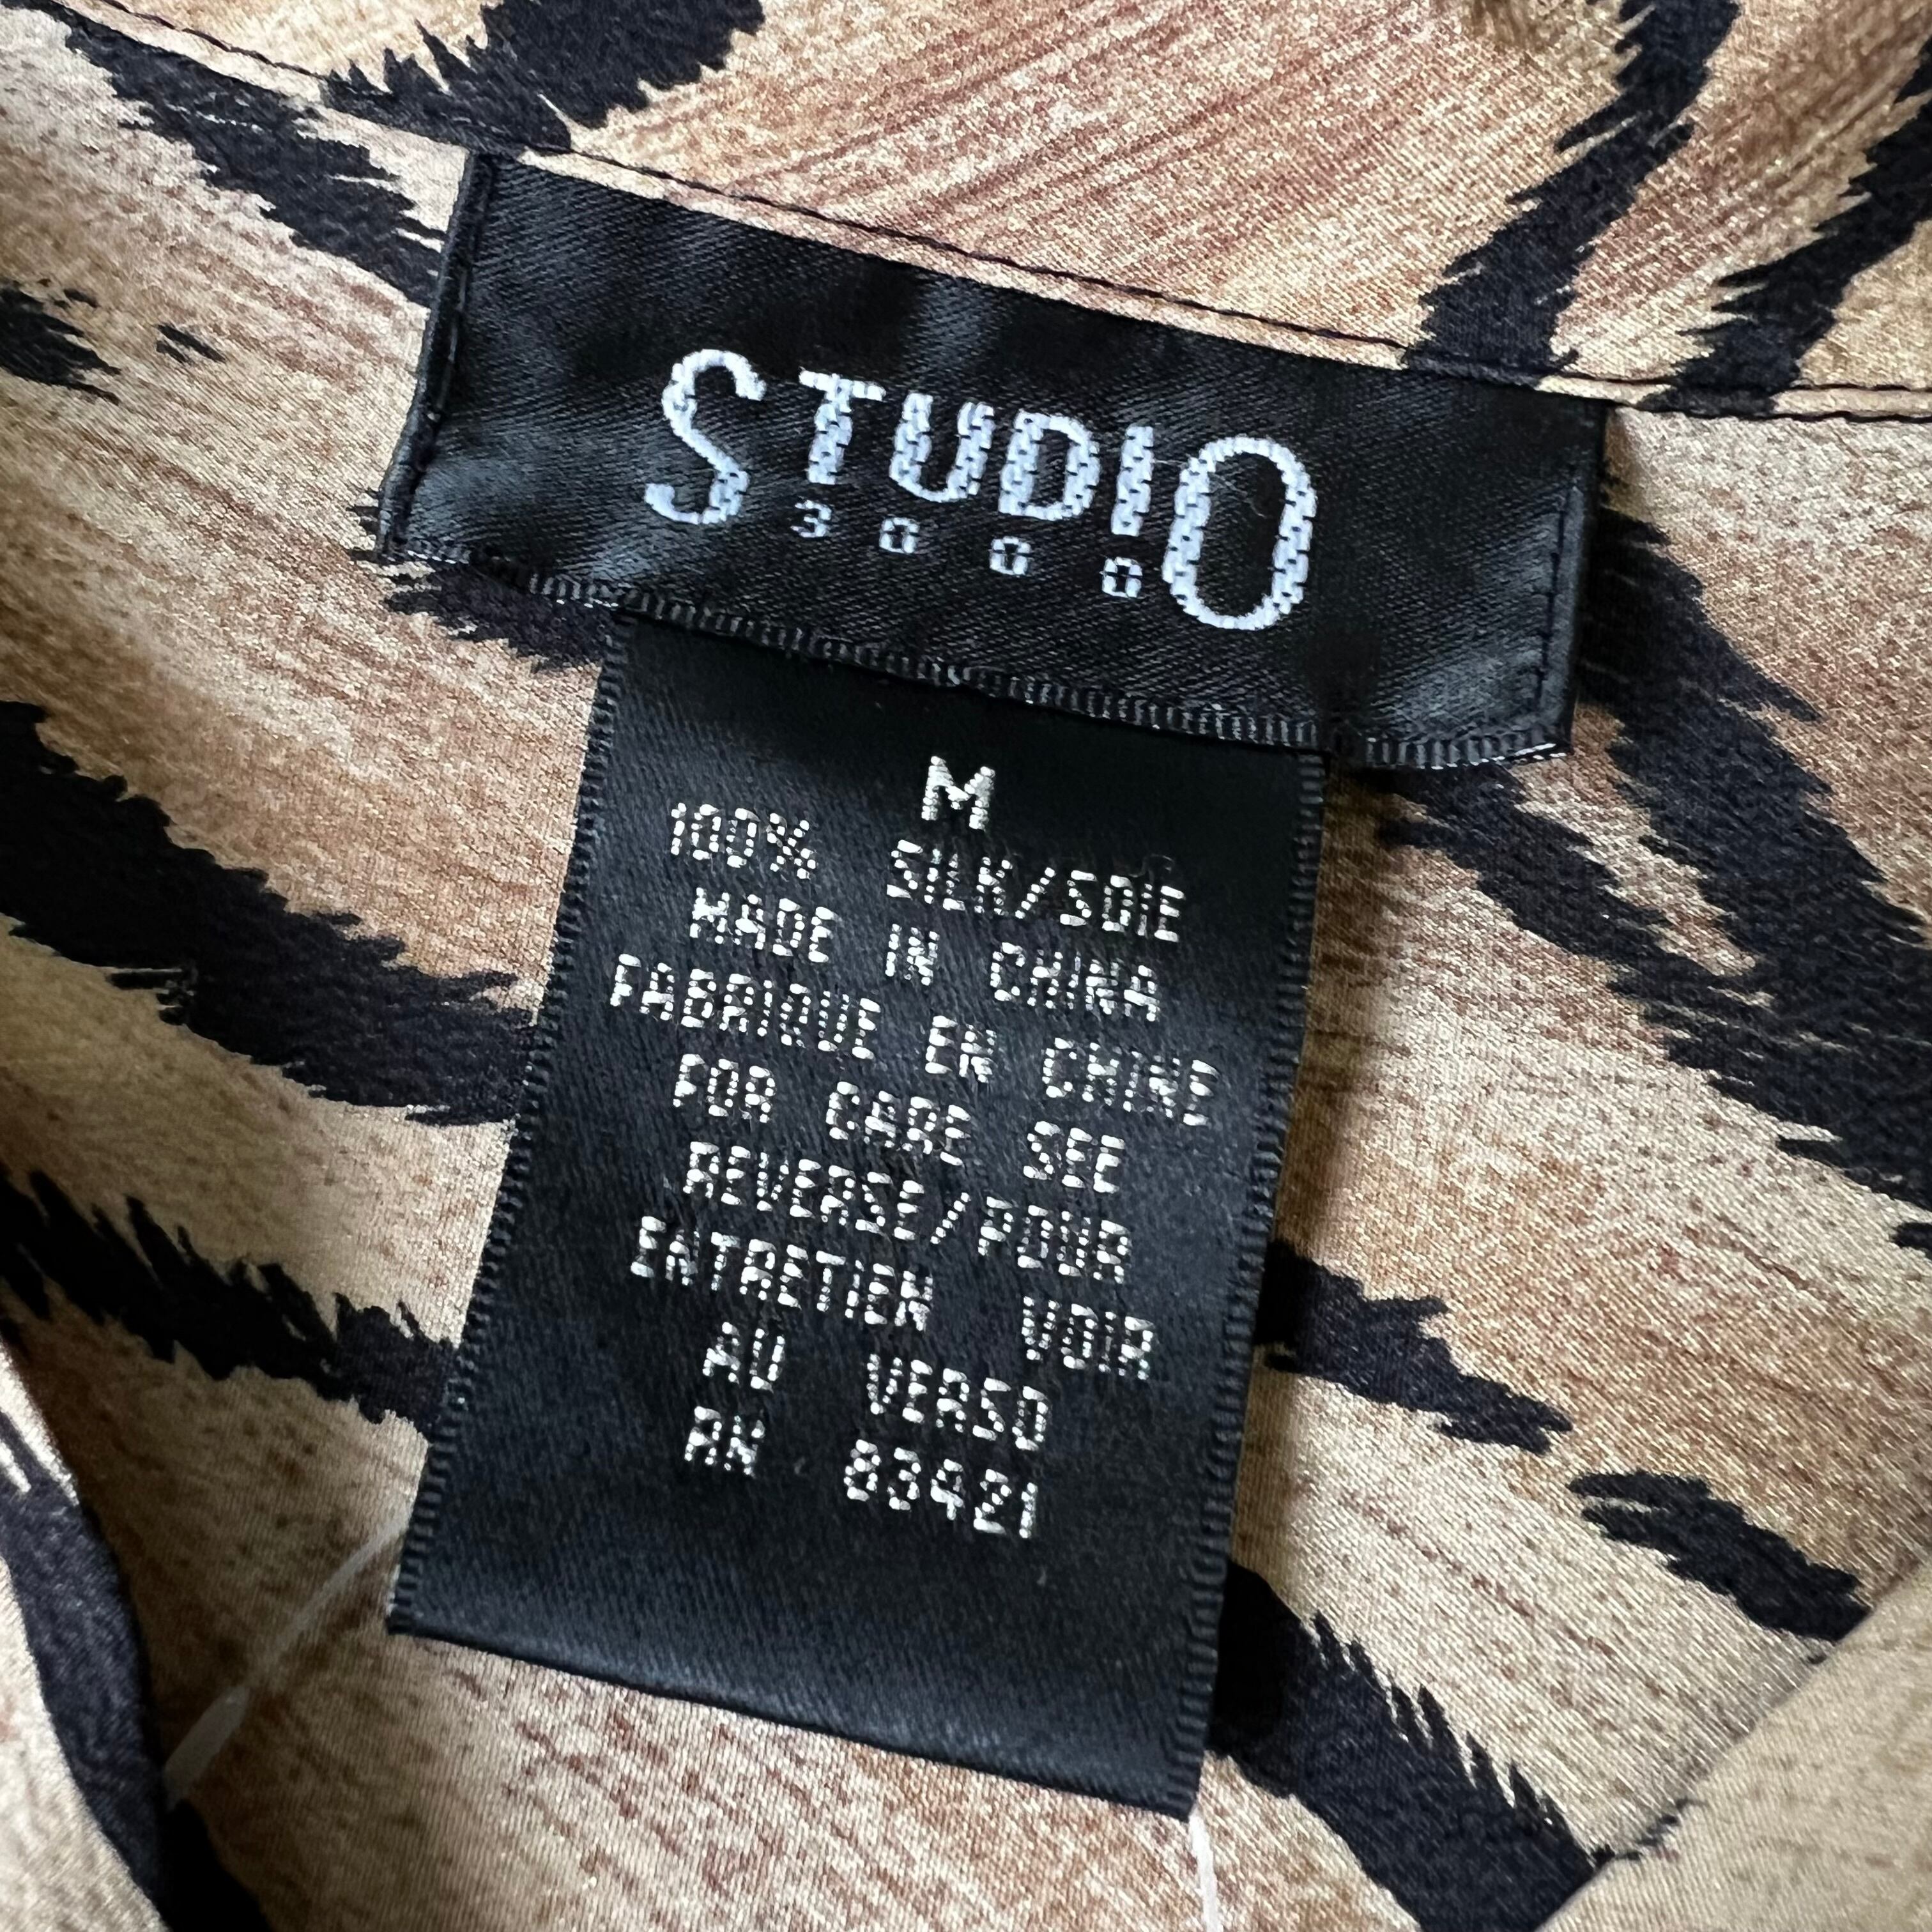 STUDIO
3000
M
100% SILK/SOIE
MADE IN CHINA
FABRIQUE EN CHINE
FOR CARE SEE
REVERSE/POUR
ENTRETIEN VOIR
AU VERSO
RN 83421